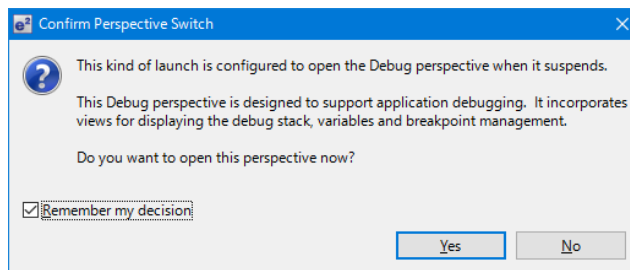 e² Confirm Perspective Switch
This kind of launch is configured to open the Debug perspective when it suspends.
This Debug perspective is designed to support application debugging. It incorporates
views for displaying the debug stack, variables and breakpoint management.
Do you want to open this perspective now?
Remember my decision
Yes No